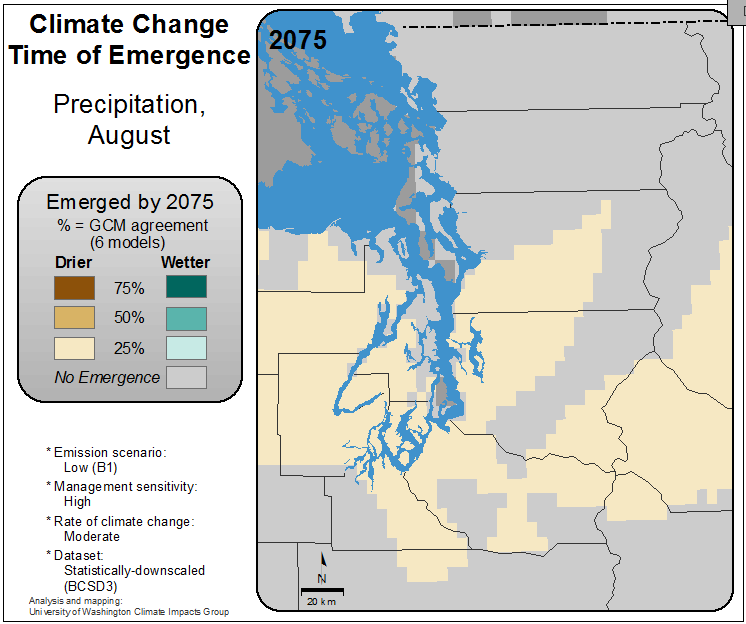 Climate Change
Time of Emergence
Precipitation,
August
Emerged by 2075
% = GCM agreement
(6 models)
Drier Wetter
75%
50%
25%
No Emergence
* Emission scenario:
Low (B1)
* Management sensitivity:
High
* Rate of climate change:
Moderate
* Dataset:
Statistically-downscaled
(BCSD3)
Analysis and mapping:
University of Washington Climate Impacts Group
2075
N
20 km